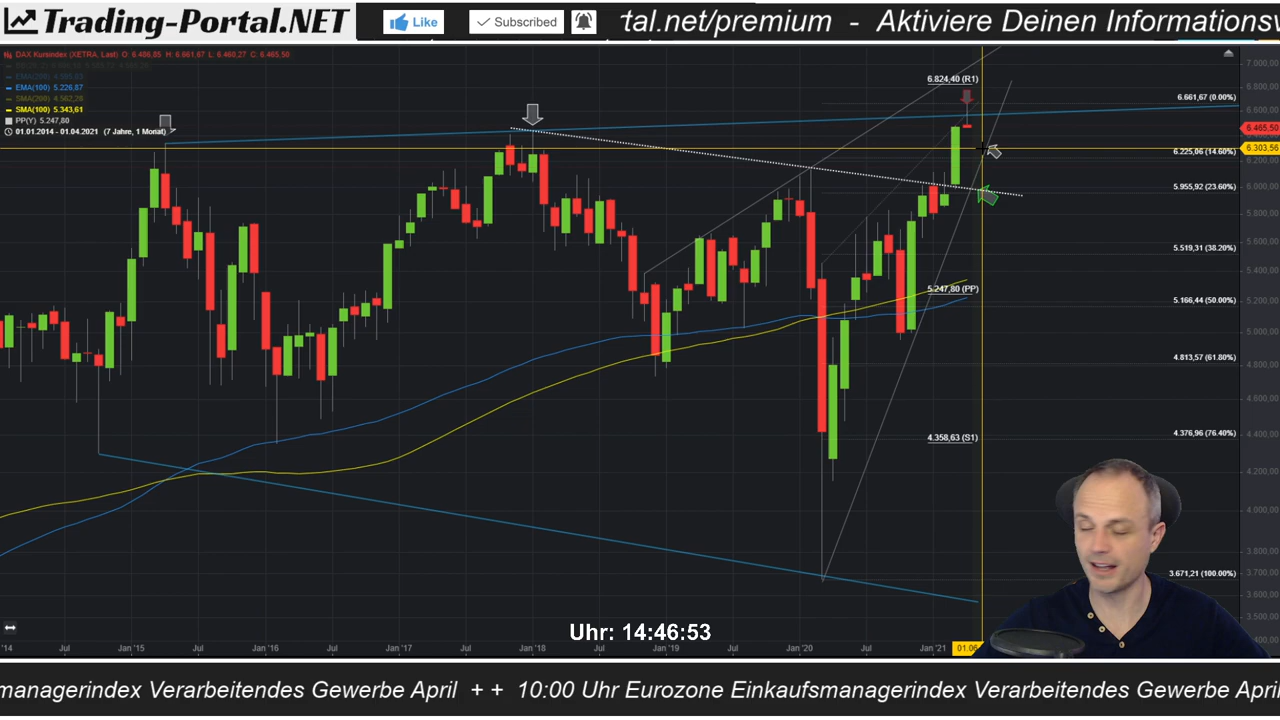 Trading-Portal.NET
Like
Subscribed
tal.net/premium - Aktiviere Deinen Informations
DAX Kursindex (XETRA, Last) O: 6.486,85 H: 6.661,67 L: 6.460,27 C: 6.465,50
EMA(100) 5.226,87
SMA(200) 4.562,28
SMA(100) 5.343,61
PP(Y) 5.247,80
01.01.2014 - 01.04.2021 (7 Jahre, 1 Monat)
6.824,40 (R1)
6.661,67 (0.00%)
6.225,06 (14.60%)
5.955,92 (23.60%)
5.519,31 (38.20%)
5.247,80 (PP)
5.166,44 (50.00%)
4.813,57 (61.80%)
4.358,63 (S1)
4.376,96 (76.40%)
3.671,21 (100.00%)
7.000,00
6.800,00
6.600,00
6.465,50
6.303,56
6.200,00
6.000,00
5.800,00
5.600,00
5.400,00
5.200,00
5.000,00
4.800,00
4.600,00
4.400,00
4.200,00
4.000,00
3.850,00
3.700,00
3.600,00
3.500,00
Uhr: 14:46:53
'14 Jul Jan '15 Jul Jan '16 Jul Jan '17 Jul Jan '18 Jul Jan '19 Jul Jan '20 Jul Jan '21 01.06
managerindex Verarbeitendes Gewerbe April + + 10:00 Uhr Eurozone Einkaufsmanagerindex Verarbeitendes Gewerbe April